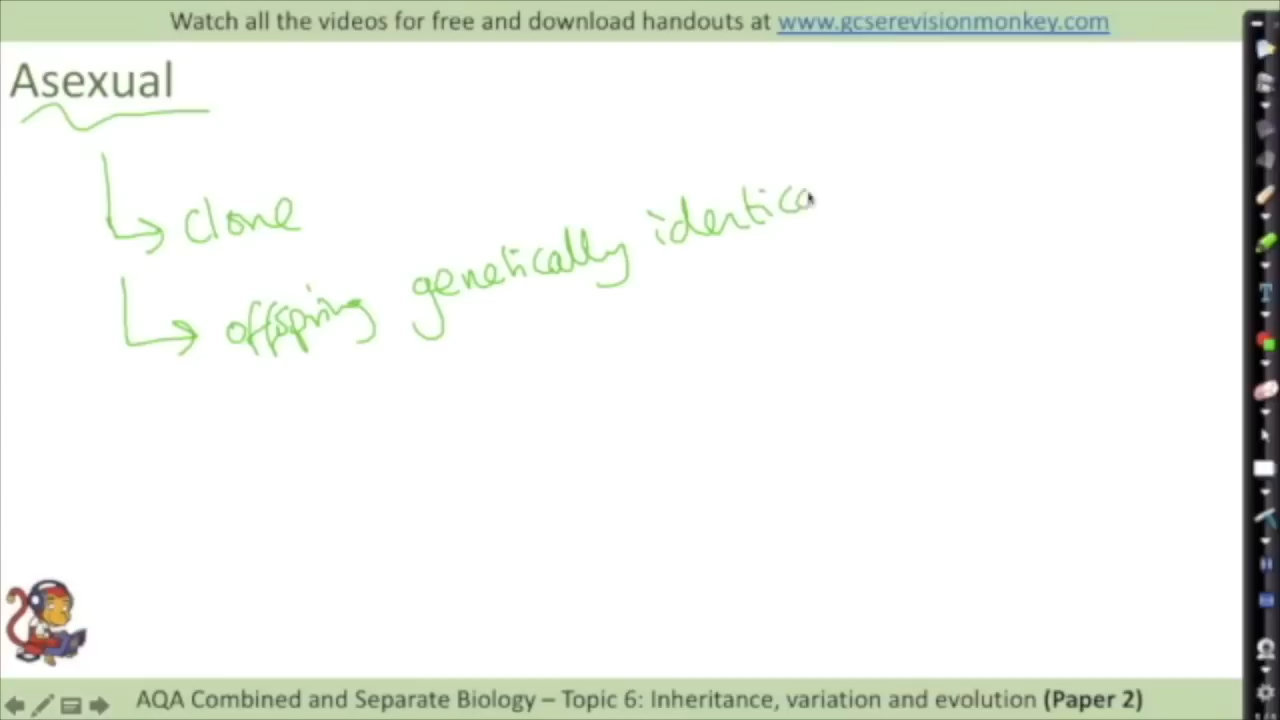 Watch all the videos for free and download handouts at www.gcserevisionmonkey.com
Asexual
clone
offspring genetically identica
AQA Combined and Separate Biology – Topic 6: Inheritance, variation and evolution (Paper 2)